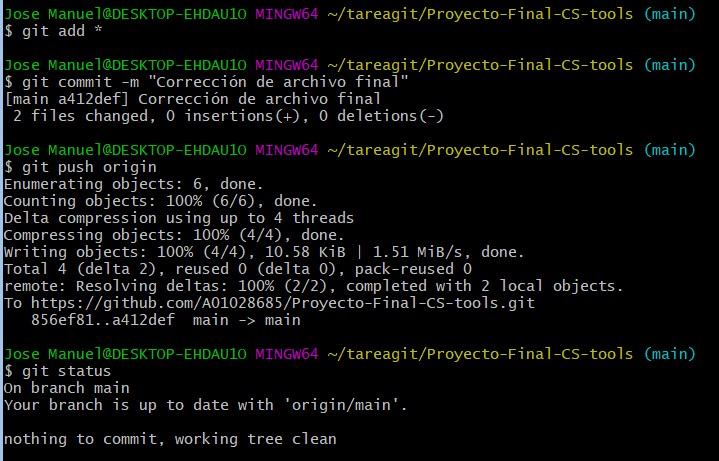 Jose Manuel@DESKTOP-EHDAU1O MINGW64 ~/tareagit/Proyecto-Final-CS-tools (main)
$ git add *

Jose Manuel@DESKTOP-EHDAU1O MINGW64 ~/tareagit/Proyecto-Final-CS-tools (main)
$ git commit -m "Corrección de archivo final"
[main a412def] Corrección de archivo final
 2 files changed, 0 insertions(+), 0 deletions(-)

Jose Manuel@DESKTOP-EHDAU1O MINGW64 ~/tareagit/Proyecto-Final-CS-tools (main)
$ git push origin
Enumerating objects: 6, done.
Counting objects: 100% (6/6), done.
Delta compression using up to 4 threads
Compressing objects: 100% (4/4), done.
Writing objects: 100% (4/4), 10.58 KiB | 1.51 MiB/s, done.
Total 4 (delta 2), reused 0 (delta 0), pack-reused 0
remote: Resolving deltas: 100% (2/2), completed with 2 local objects.
To https://github.com/A01028685/Proyecto-Final-CS-tools.git
   856ef81..a412def  main -> main

Jose Manuel@DESKTOP-EHDAU1O MINGW64 ~/tareagit/Proyecto-Final-CS-tools (main)
$ git status
On branch main
Your branch is up to date with 'origin/main'.

nothing to commit, working tree clean